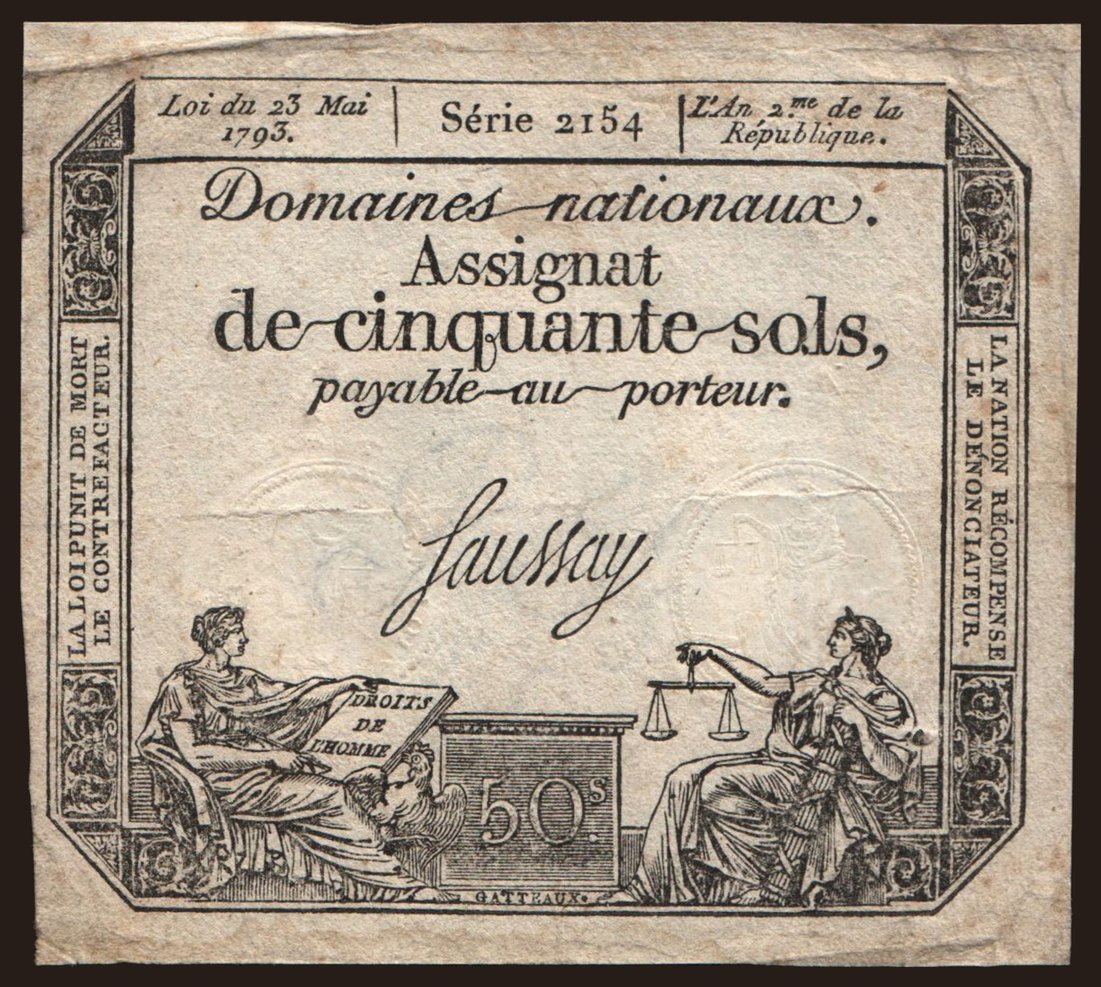 Loi du 23 Mai
1793.
Série 2154
L'An 2.me de la
République.
Domaines nationaux.
Assignat
de cinquante sols,
payable au porteur.
LA LOI PUNIT DE MORT
LE CONTREFACTEUR.
LA NATION RÉCOMPENSE
LE DÉNONCIATEUR.
Saussay
DROITS
DE
L'HOMME
50.s
GATTEAUX.